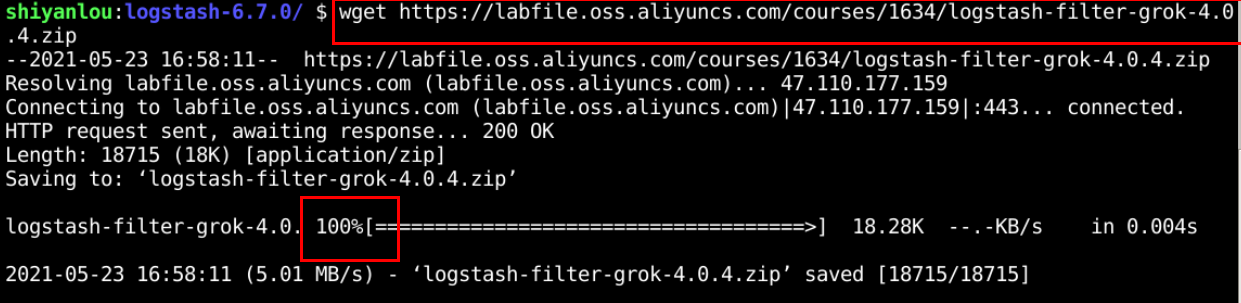 shiyanlou:logstash-6.7.0/ $ wget https://labfile.oss.aliyuncs.com/courses/1634/logstash-filter-grok-4.0
.4.zip
--2021-05-23 16:58:11--  https://labfile.oss.aliyuncs.com/courses/1634/logstash-filter-grok-4.0.4.zip
Resolving labfile.oss.aliyuncs.com (labfile.oss.aliyuncs.com)... 47.110.177.159
Connecting to labfile.oss.aliyuncs.com (labfile.oss.aliyuncs.com)|47.110.177.159|:443... connected.
HTTP request sent, awaiting response... 200 OK
Length: 18715 (18K) [application/zip]
Saving to: ‘logstash-filter-grok-4.0.4.zip’
logstash-filter-grok-4.0. 100%[====================================>]  18.28K  --.-KB/s    in 0.004s
2021-05-23 16:58:11 (5.01 MB/s) - ‘logstash-filter-grok-4.0.4.zip’ saved [18715/18715]